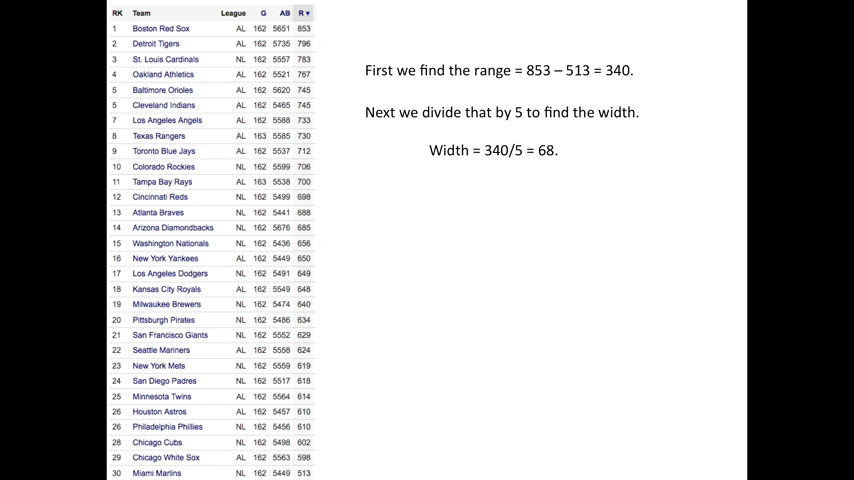 RK Team League G AB R ▾
1 Boston Red Sox AL 162 5651 853
2 Detroit Tigers AL 162 5735 796
3 St. Louis Cardinals NL 162 5557 783
4 Oakland Athletics AL 162 5521 767
5 Baltimore Orioles AL 162 5620 745
5 Cleveland Indians AL 162 5465 745
7 Los Angeles Angels AL 162 5588 733
8 Texas Rangers AL 163 5585 730
9 Toronto Blue Jays AL 162 5537 712
10 Colorado Rockies NL 162 5599 706
11 Tampa Bay Rays AL 163 5538 700
12 Cincinnati Reds NL 162 5499 698
13 Atlanta Braves NL 162 5441 688
14 Arizona Diamondbacks NL 162 5676 685
15 Washington Nationals NL 162 5436 656
16 New York Yankees AL 162 5449 650
17 Los Angeles Dodgers NL 162 5491 649
18 Kansas City Royals AL 162 5549 648
19 Milwaukee Brewers NL 162 5474 640
20 Pittsburgh Pirates NL 162 5486 634
21 San Francisco Giants NL 162 5552 629
22 Seattle Mariners AL 162 5558 624
23 New York Mets NL 162 5559 619
24 San Diego Padres NL 162 5517 618
25 Minnesota Twins AL 162 5564 614
26 Houston Astros AL 162 5457 610
26 Philadelphia Phillies NL 162 5456 610
28 Chicago Cubs NL 162 5498 602
29 Chicago White Sox AL 162 5563 598
30 Miami Marlins NL 162 5449 513
First we find the range = 853 – 513 = 340.
Next we divide that by 5 to find the width.
Width = 340/5 = 68.